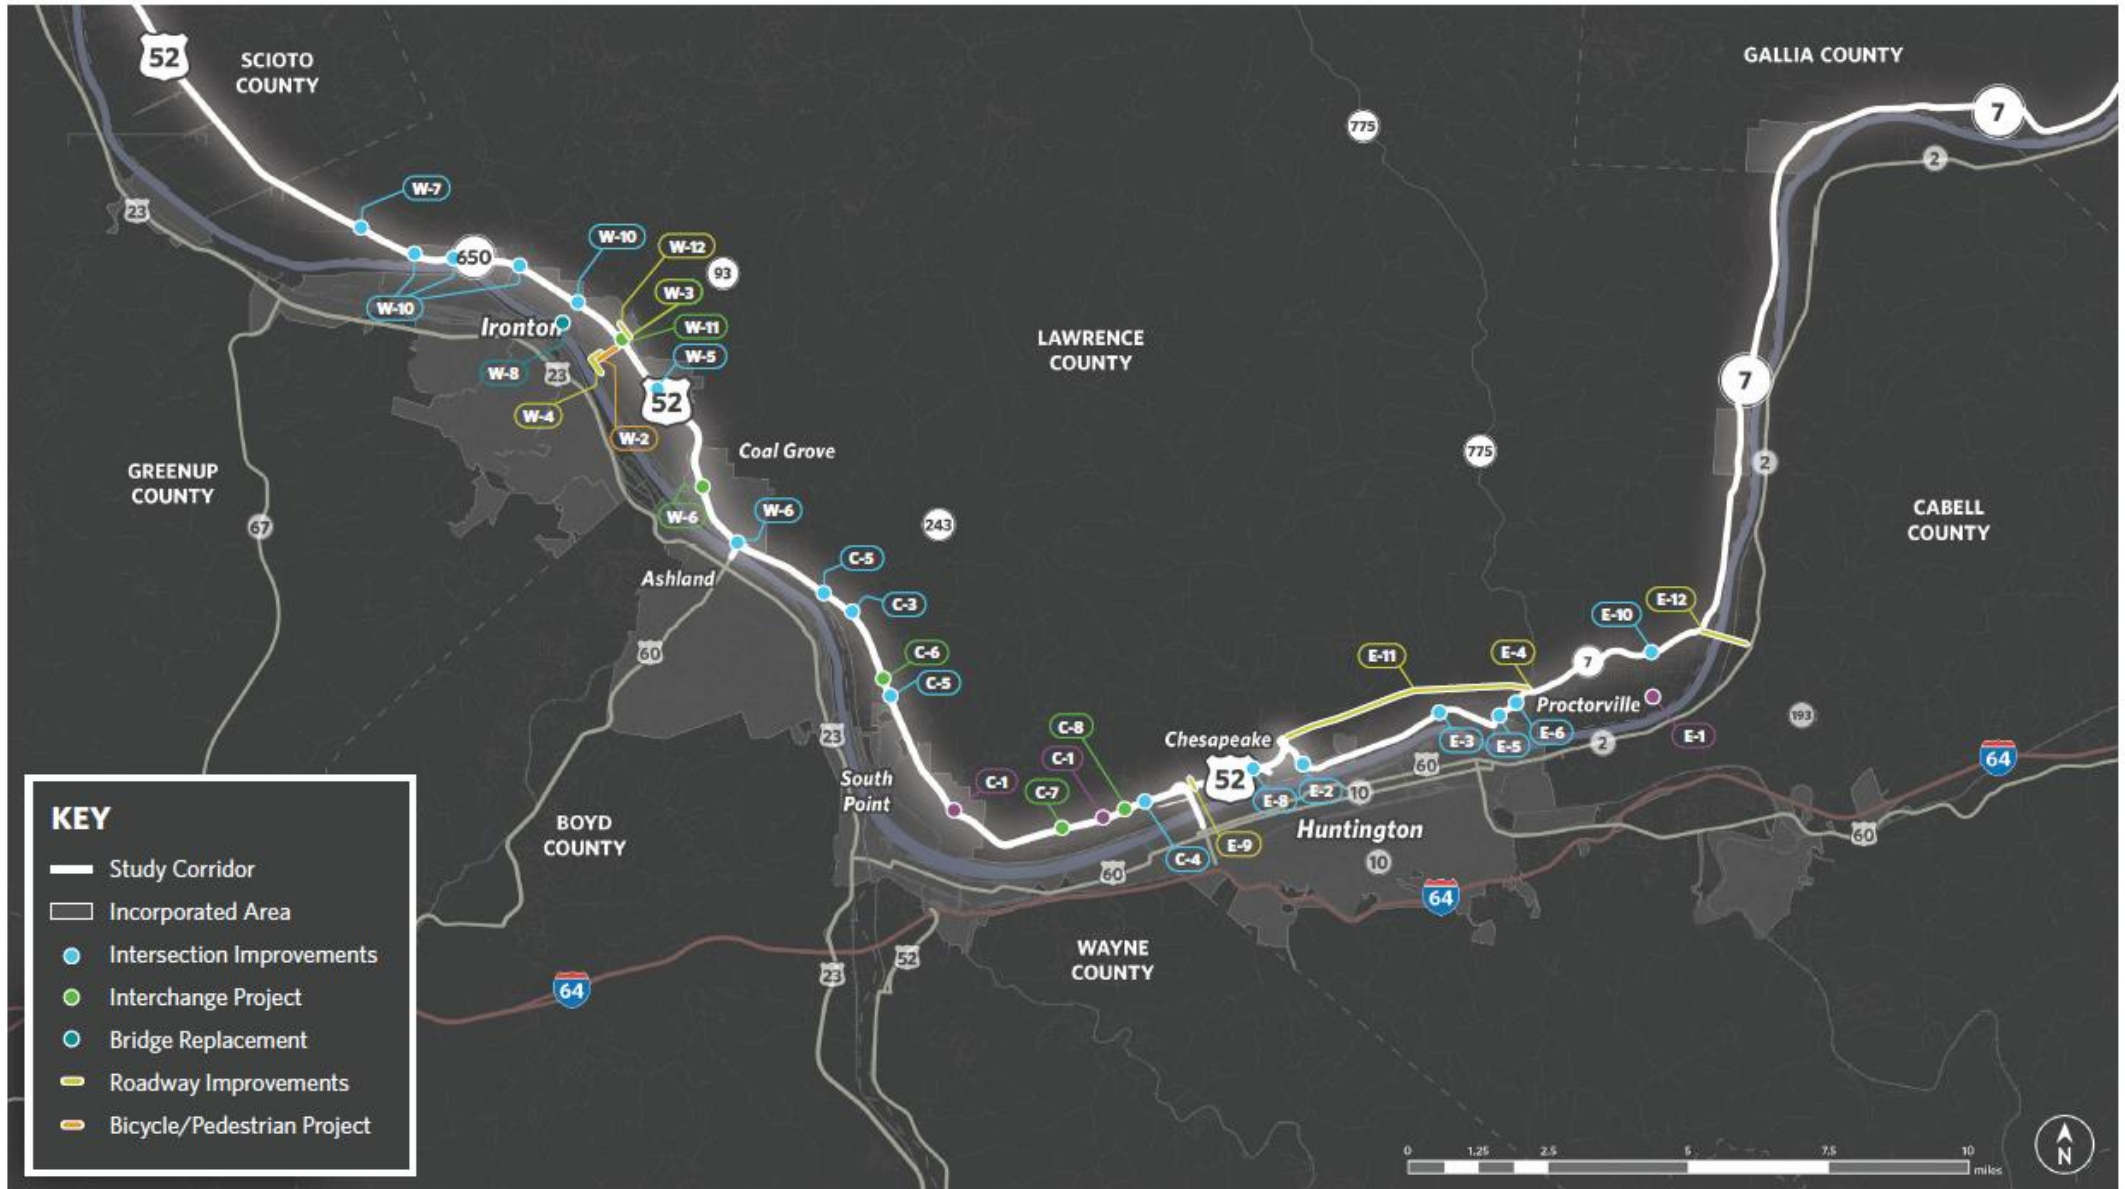 52
SCIOTO
COUNTY
GALLIA COUNTY
7
775
2
23
W-7
W-10
W-12
650
93
W-3
W-10
Ironton
W-11
W-5
LAWRENCE
COUNTY
W-8
23
7
52
W-4
W-2
Coal Grove
775
2
GREENUP
COUNTY
W-6
W-6
67
243
CABELL
COUNTY
C-5
Ashland
C-3
E-12
E-10
60
C-6
E-11
E-4
7
C-5
Proctorville
193
23
C-8
Chesapeake
E-3
E-5
E-6
2
E-1
C-1
60
64
South
Point
C-1
C-7
52
E-8
E-2
10
BOYD
COUNTY
Huntington
60
C-4
E-9
10
60
64
WAYNE
COUNTY
52
23
64
KEY
Study Corridor
Incorporated Area
Intersection Improvements
Interchange Project
Bridge Replacement
Roadway Improvements
Bicycle/Pedestrian Project
0 1.25 2.5 5 7.5 10
miles
N